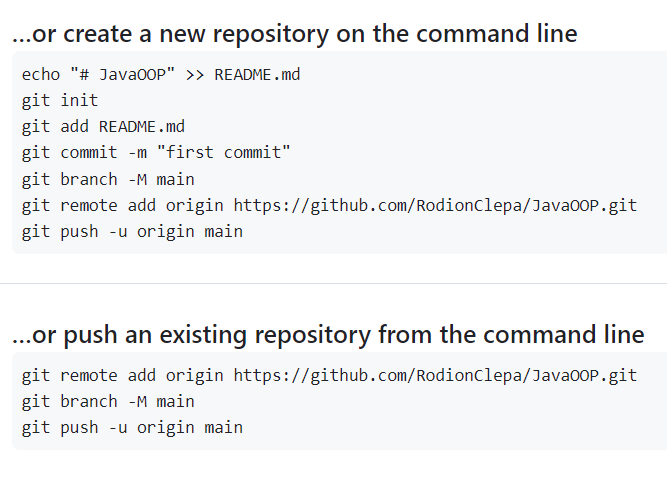 ...or create a new repository on the command line
echo "# JavaOOP" >> README.md
git init
git add README.md
git commit -m "first commit"
git branch -M main
git remote add origin https://github.com/RodionClepa/JavaOOP.git
git push -u origin main
...or push an existing repository from the command line
git remote add origin https://github.com/RodionClepa/JavaOOP.git
git branch -M main
git push -u origin main